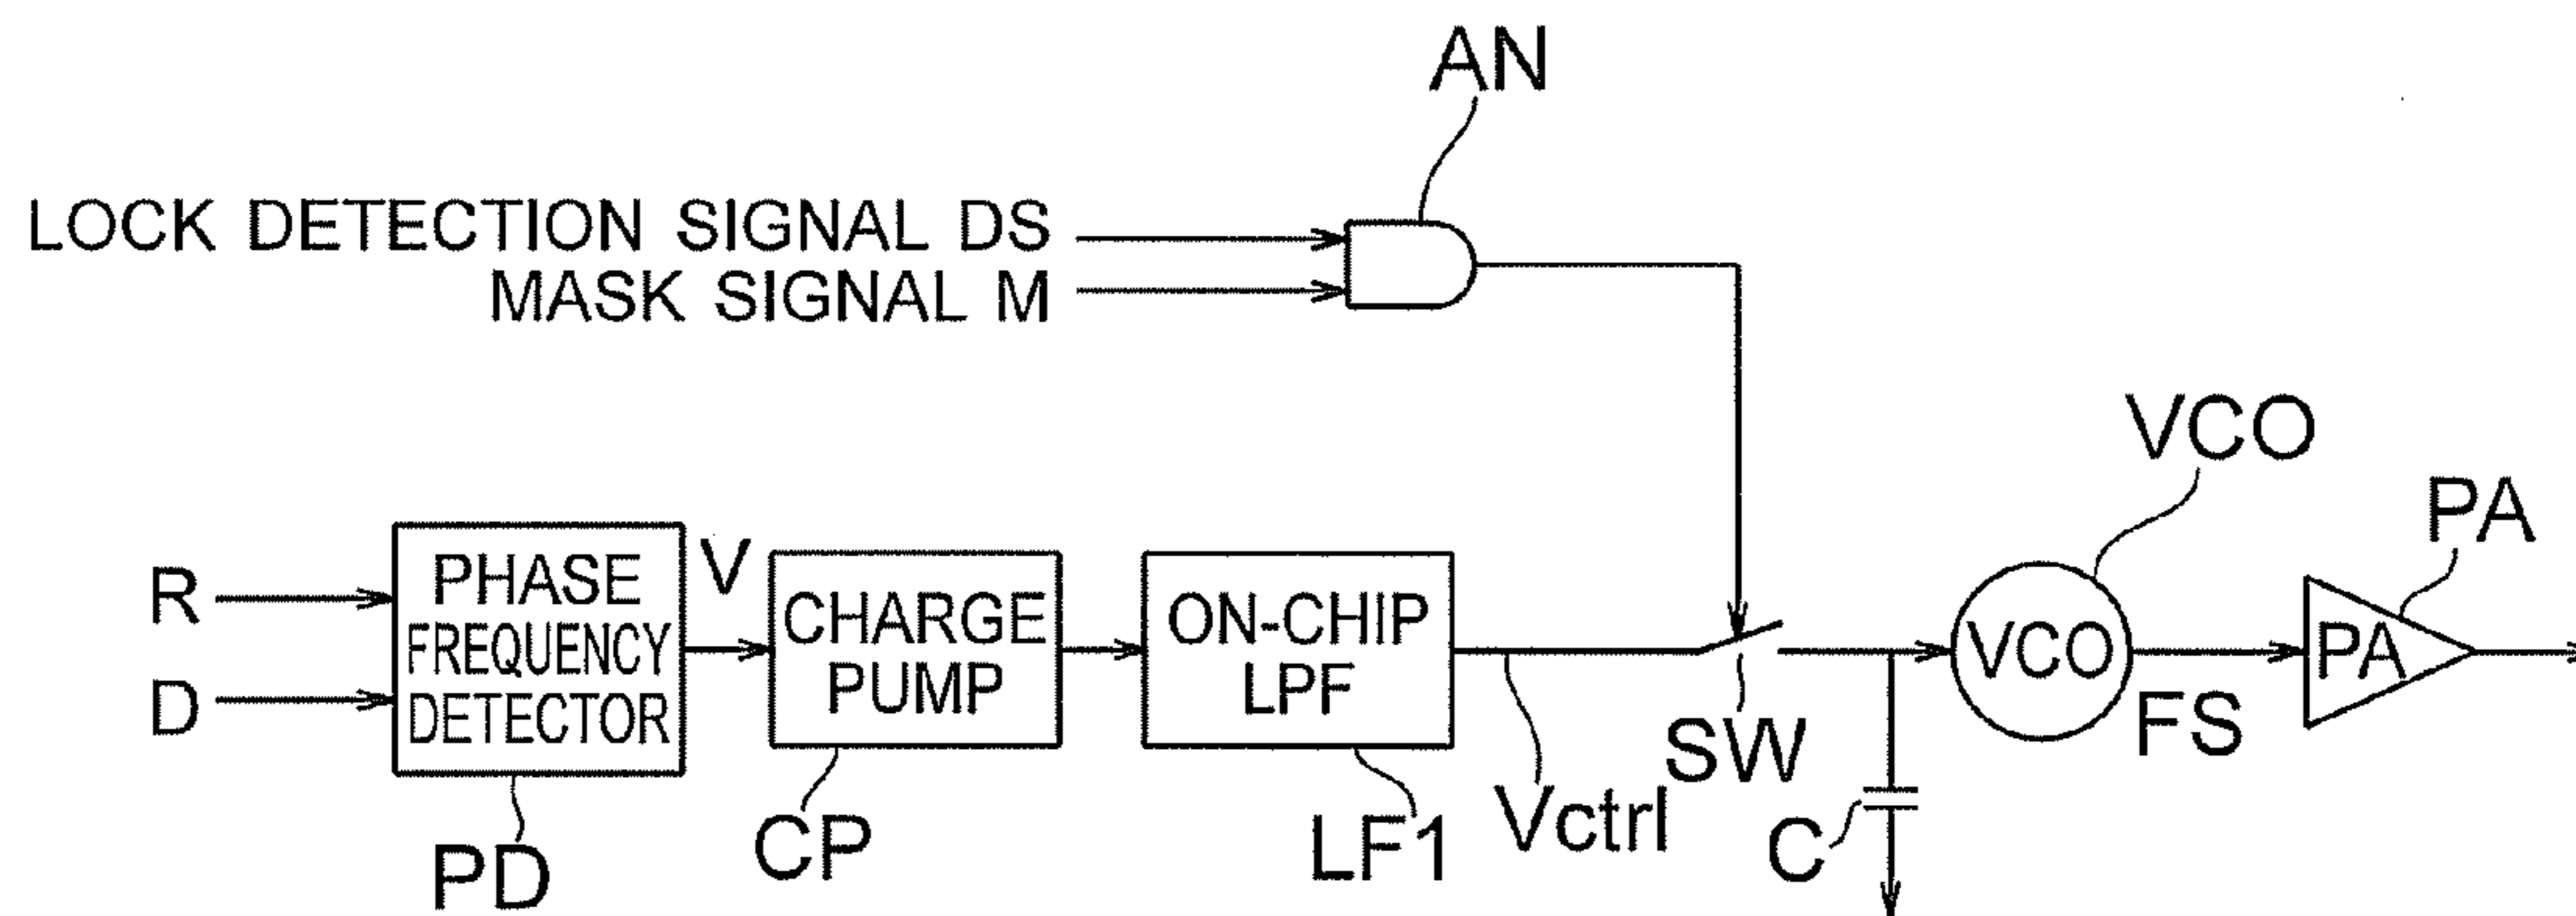 AN
LOCK DETECTION SIGNAL DS
MASK SIGNAL M
VCO
PA
R
D
PHASE
FREQUENCY
DETECTOR
V
CHARGE
PUMP
ON-CHIP
LPF
VCO
PA
FS
SW
Vctrl
C
PD
CP
LF1